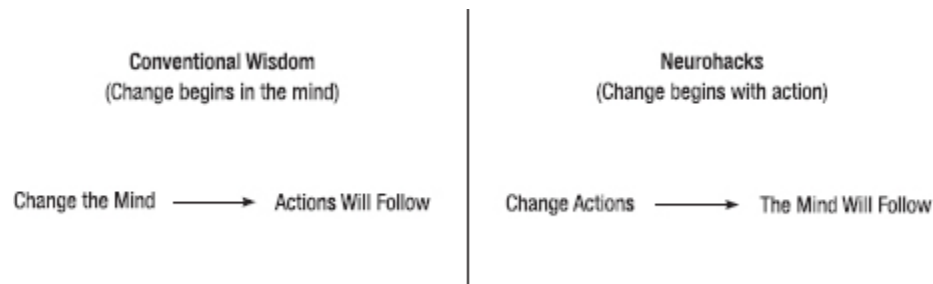 Conventional Wisdom
(Change begins in the mind)
Change the Mind
Actions Will Follow
Neurohacks
(Change begins with action)
Change Actions
The Mind Will Follow